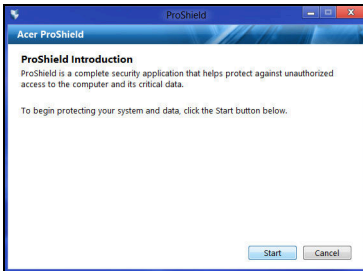 ProShield
Acer ProShield
ProShield Introduction
ProShield is a complete security application that helps protect against unauthorized
access to the computer and its critical data.
To begin protecting your system and data, click the Start button below.
Start
Cancel